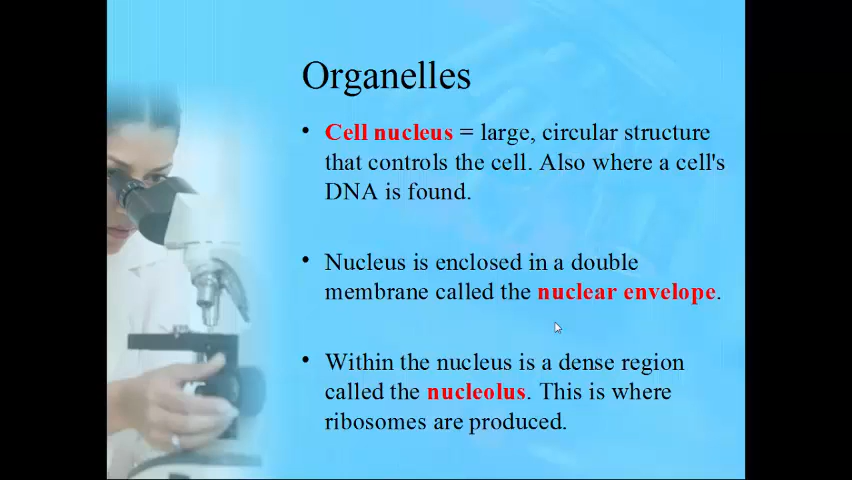 Organelles
• Cell nucleus = large, circular structure
that controls the cell. Also where a cell's
DNA is found.
• Nucleus is enclosed in a double
membrane called the nuclear envelope.
• Within the nucleus is a dense region
called the nucleolus. This is where
ribosomes are produced.